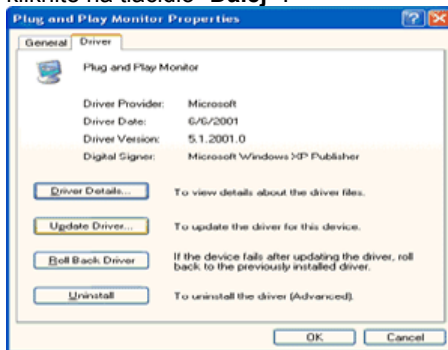 kliknite na tlačidlo "Ďalej".
Plug and Play Monitor Properties
General Driver
Plug and Play Monitor
Driver Provider: Microsoft
Driver Date: 6/6/2001
Driver Version: 5.1.2001.0
Digital Signer: Microsoft Windows XP Publisher
Driver Details... To view details about the driver files.
Update Driver... To update the driver for this device.
Roll Back Driver If the device fails after updating the driver, roll
back to the previously installed driver.
Uninstall To uninstall the driver (Advanced).
OK Cancel